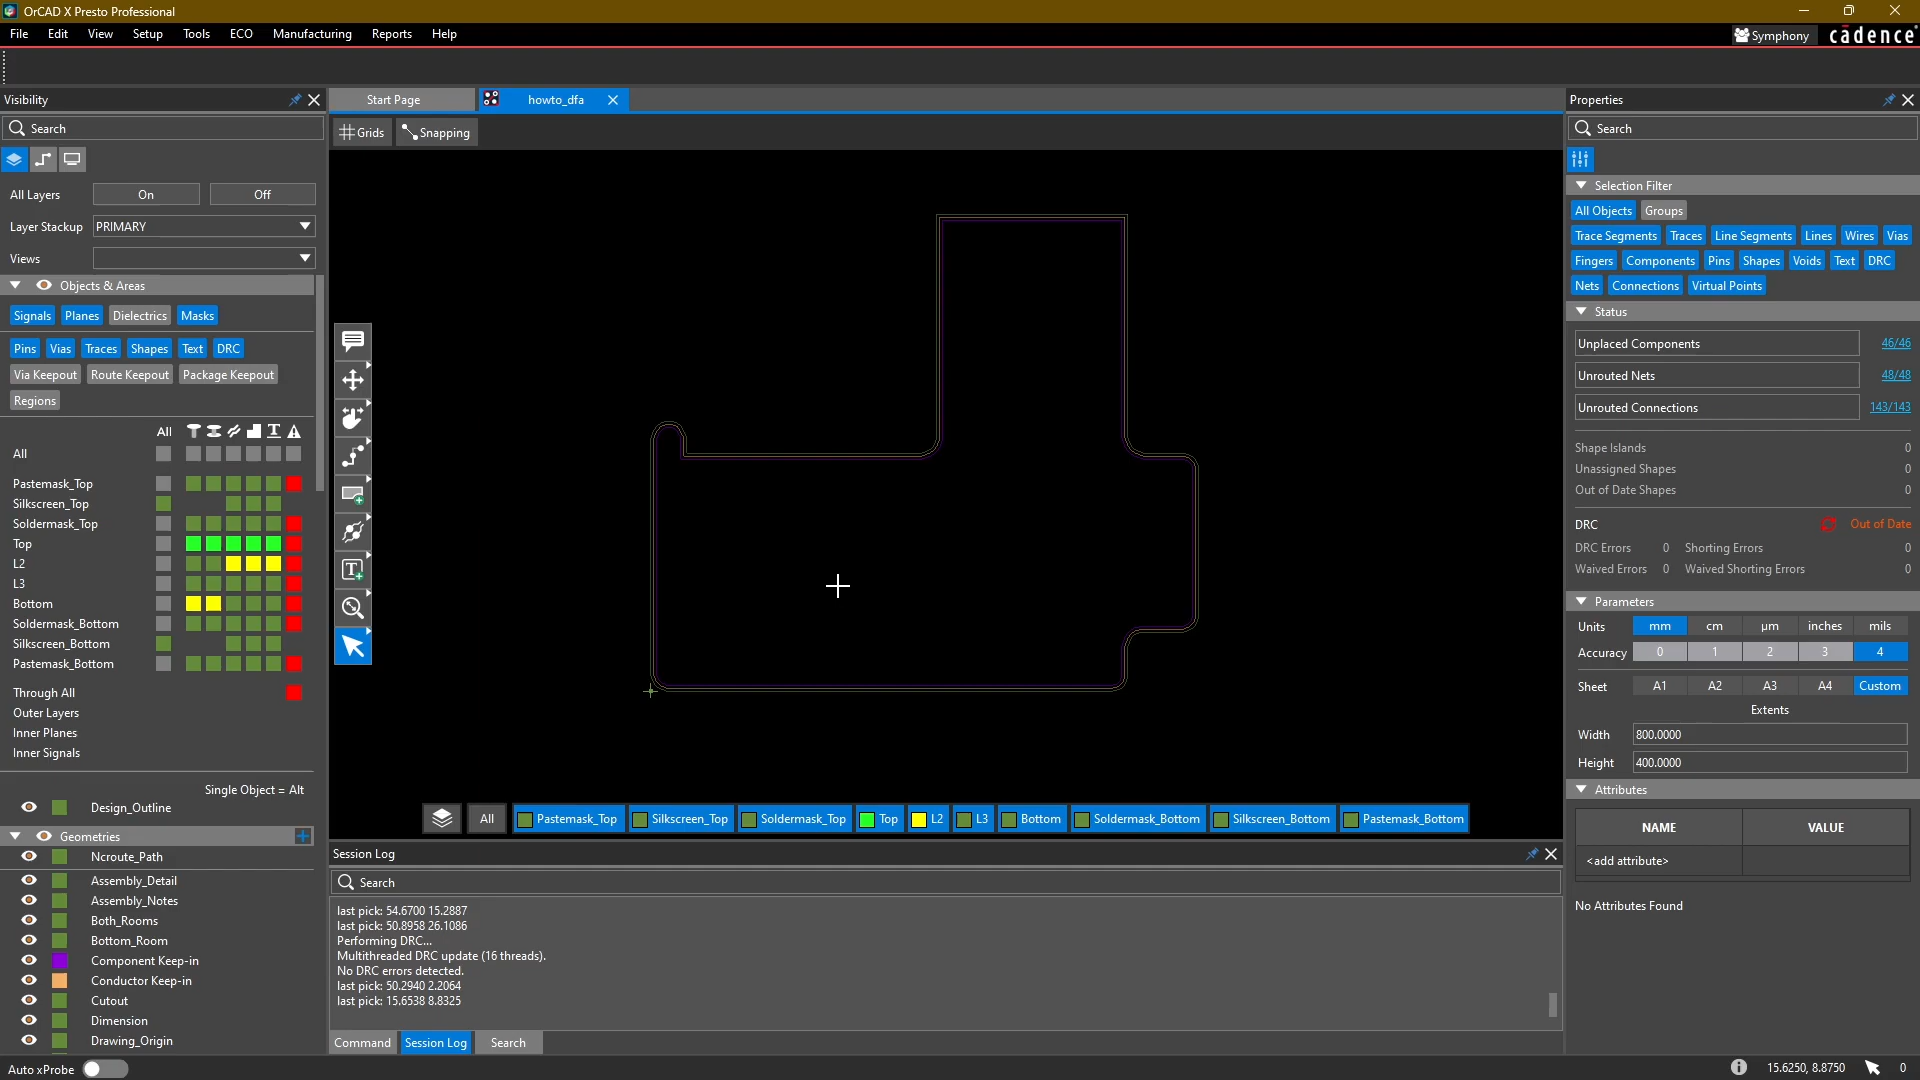 OrCAD X Presto Professional
File Edit View Setup Tools ECO Manufacturing Reports Help
Symphony cādence
Visibility
Search
All Layers On Off
Layer Stackup PRIMARY
Views
Objects & Areas
Signals Planes Dielectrics Masks
Pins Vias Traces Shapes Text DRC
Via Keepout Route Keepout Package Keepout
Regions
All
All
Pastemask_Top
Silkscreen_Top
Soldermask_Top
Top
L2
L3
Bottom
Soldermask_Bottom
Silkscreen_Bottom
Pastemask_Bottom
Through All
Outer Layers
Inner Planes
Inner Signals
Single Object = Alt
Design_Outline
Geometries
Ncroute_Path
Assembly_Detail
Assembly_Notes
Both_Rooms
Bottom_Room
Component Keep-in
Conductor Keep-in
Cutout
Dimension
Drawing_Origin
Auto xProbe
Start Page howto_dfa
Grids Snapping
All Pastemask_Top Silkscreen_Top Soldermask_Top Top L2 L3 Bottom Soldermask_Bottom Silkscreen_Bottom Pastemask_Bottom
Session Log
Search
last pick: 54.6700 15.2887
last pick: 50.8958 26.1086
Performing DRC...
Multithreaded DRC update (16 threads).
No DRC errors detected.
last pick: 50.2940 2.2064
last pick: 15.6538 8.8325
Command Session Log Search
Properties
Search
Selection Filter
All Objects Groups
Trace Segments Traces Line Segments Lines Wires Vias
Fingers Components Pins Shapes Voids Text DRC
Nets Connections Virtual Points
Status
Unplaced Components 46/46
Unrouted Nets 48/48
Unrouted Connections 143/143
Shape Islands 0
Unassigned Shapes 0
Out of Date Shapes 0
DRC Out of Date
DRC Errors 0 Shorting Errors 0
Waived Errors 0 Waived Shorting Errors 0
Parameters
Units mm cm µm inches mils
Accuracy 0 1 2 3 4
Sheet A1 A2 A3 A4 Custom
Extents
Width 800.0000
Height 400.0000
Attributes
NAME VALUE
<add attribute>
No Attributes Found
15.6250, 8.8750 0